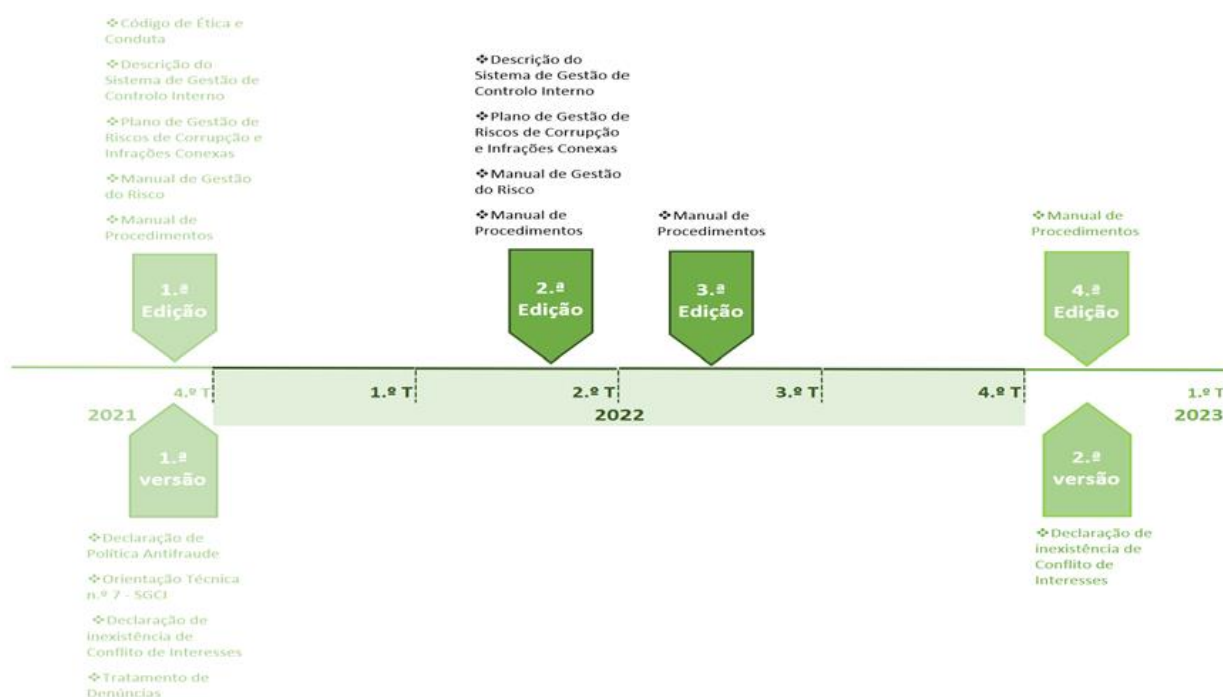 ❖Código de Ética e
Conduta
❖Descrição do
Sistema de Gestão de
Controlo Interno
❖Plano de Gestão de
Riscos de Corrupção e
Infrações Conexas
❖Manual de Gestão
do Risco
❖Manual de
Procedimentos
❖Descrição do
Sistema de Gestão de
Controlo Interno
❖Plano de Gestão de
Riscos de Corrupção
e Infrações Conexas
❖Manual de Gestão
do Risco
❖Manual de
Procedimentos
❖Manual de
Procedimentos
❖Manual de
Procedimentos
1.ª
Edição
2.ª
Edição
3.ª
Edição
4.ª
Edição
4.º T
1.º T
2.º T
3.º T
4.º T
1.º T
2021
2022
2023
1.ª
versão
2.ª
versão
❖Declaração de
Política Antifraude
❖Orientação Técnica
n.º 7 - SGCI
❖Declaração de
inexistência de
Conflito de Interesses
❖Tratamento de
Denúncias
❖Declaração de
inexistência de
Conflito de
Interesses